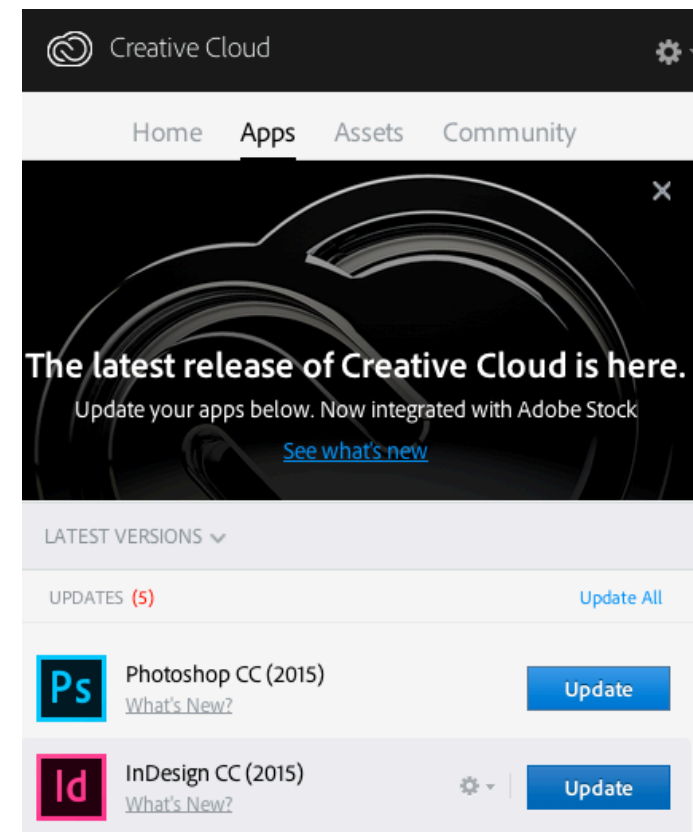 Creative Cloud
Home Apps Assets Community
The latest release of Creative Cloud is here.
Update your apps below. Now integrated with Adobe Stock
See what's new
LATEST VERSIONS
UPDATES (5) Update All
Ps Photoshop CC (2015) Update
What's New?
Id InDesign CC (2015) Update
What's New?